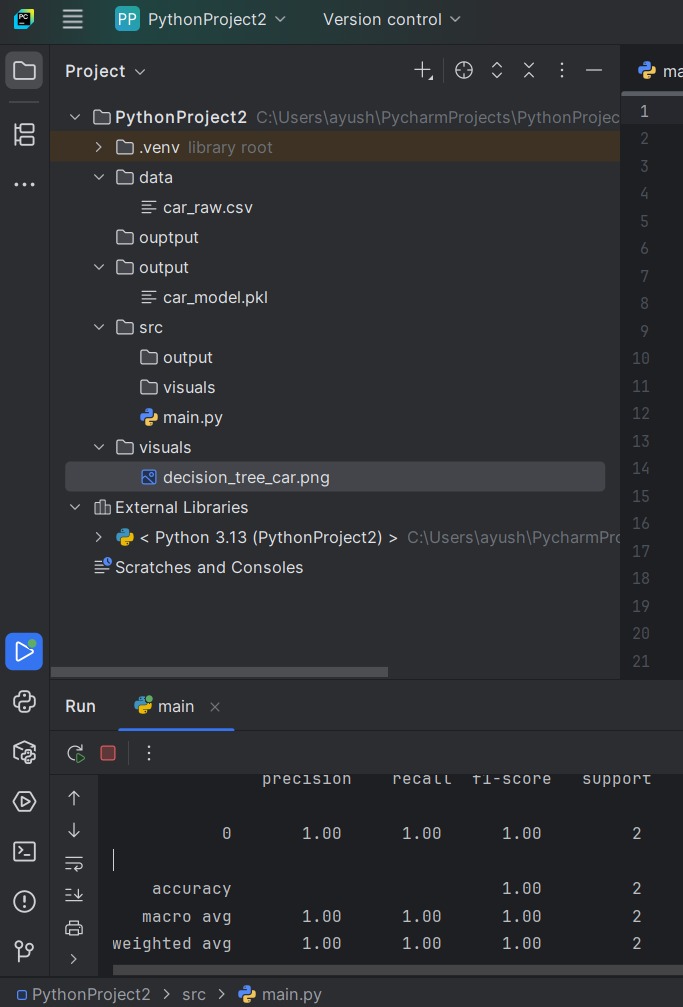 PC
PP PythonProject2 Version control
Project
ma
PythonProject2 C:\Users\ayush\PycharmProjects\PythonProjec
.venv library root
data
car_raw.csv
ouptput
output
car_model.pkl
src
output
visuals
main.py
visuals
decision_tree_car.png
External Libraries
< Python 3.13 (PythonProject2) > C:\Users\ayush\PycharmPro
Scratches and Consoles
1
2
3
4
5
6
7
8
9
10
11
12
13
14
15
16
17
18
19
20
21
Run main
precision recall f1-score support
0 1.00 1.00 1.00 2
accuracy 1.00 2
macro avg 1.00 1.00 1.00 2
weighted avg 1.00 1.00 1.00 2
PythonProject2 > src > main.py